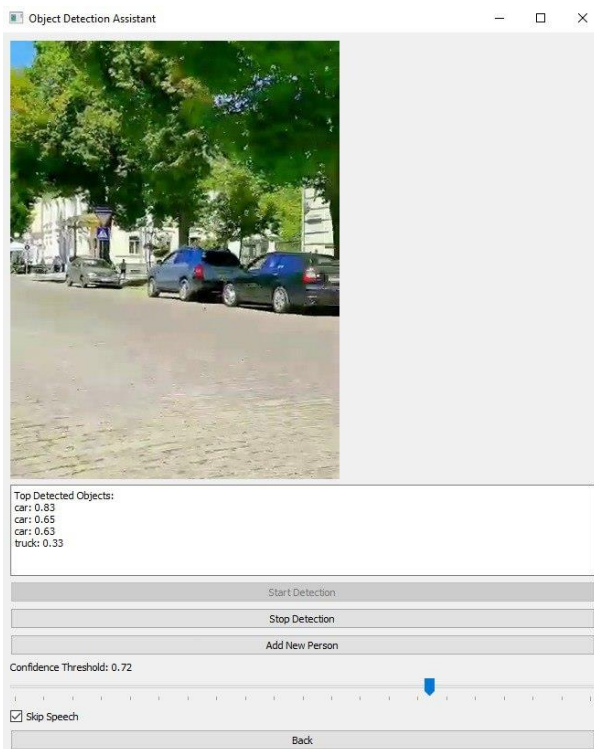 Object Detection Assistant
Top Detected Objects:
car: 0.83
car: 0.65
car: 0.63
truck: 0.33
Start Detection
Stop Detection
Add New Person
Confidence Threshold: 0.72
Skip Speech
Back